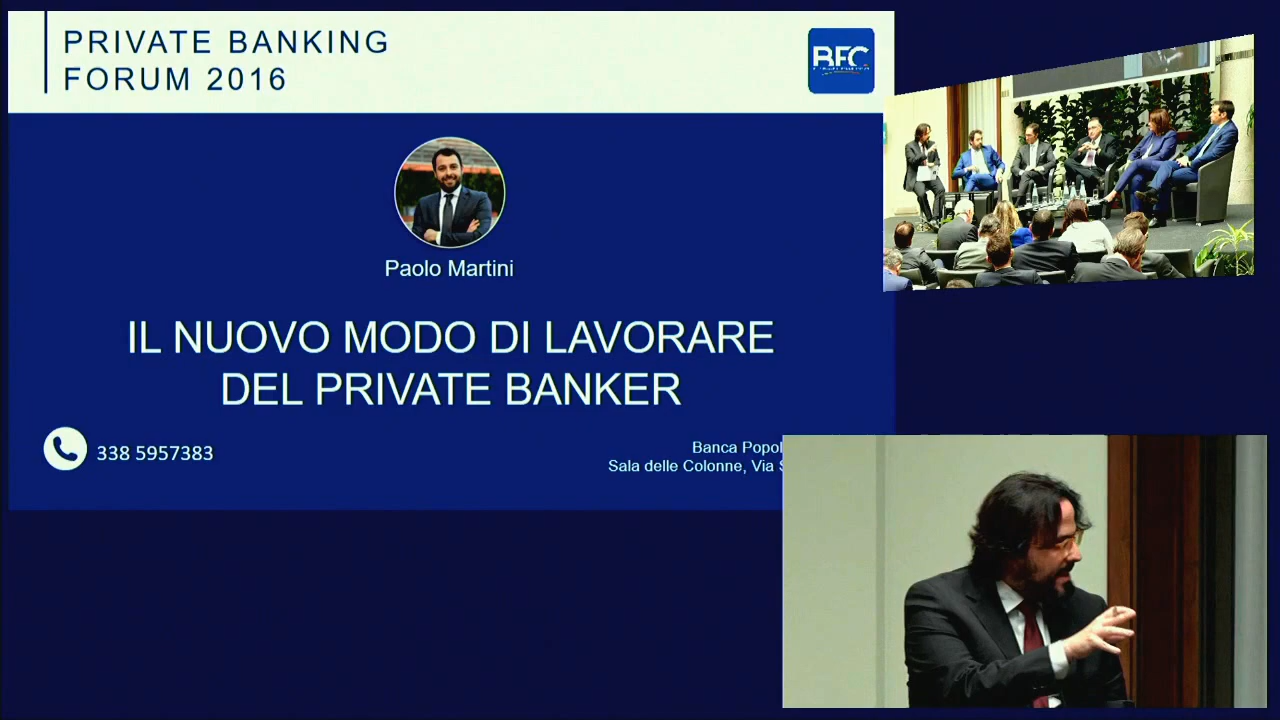 PRIVATE BANKING
FORUM 2016
BFC
Paolo Martini
IL NUOVO MODO DI LAVORARE
DEL PRIVATE BANKER
338 5957383
Banca
Sala delle Colonne, Via